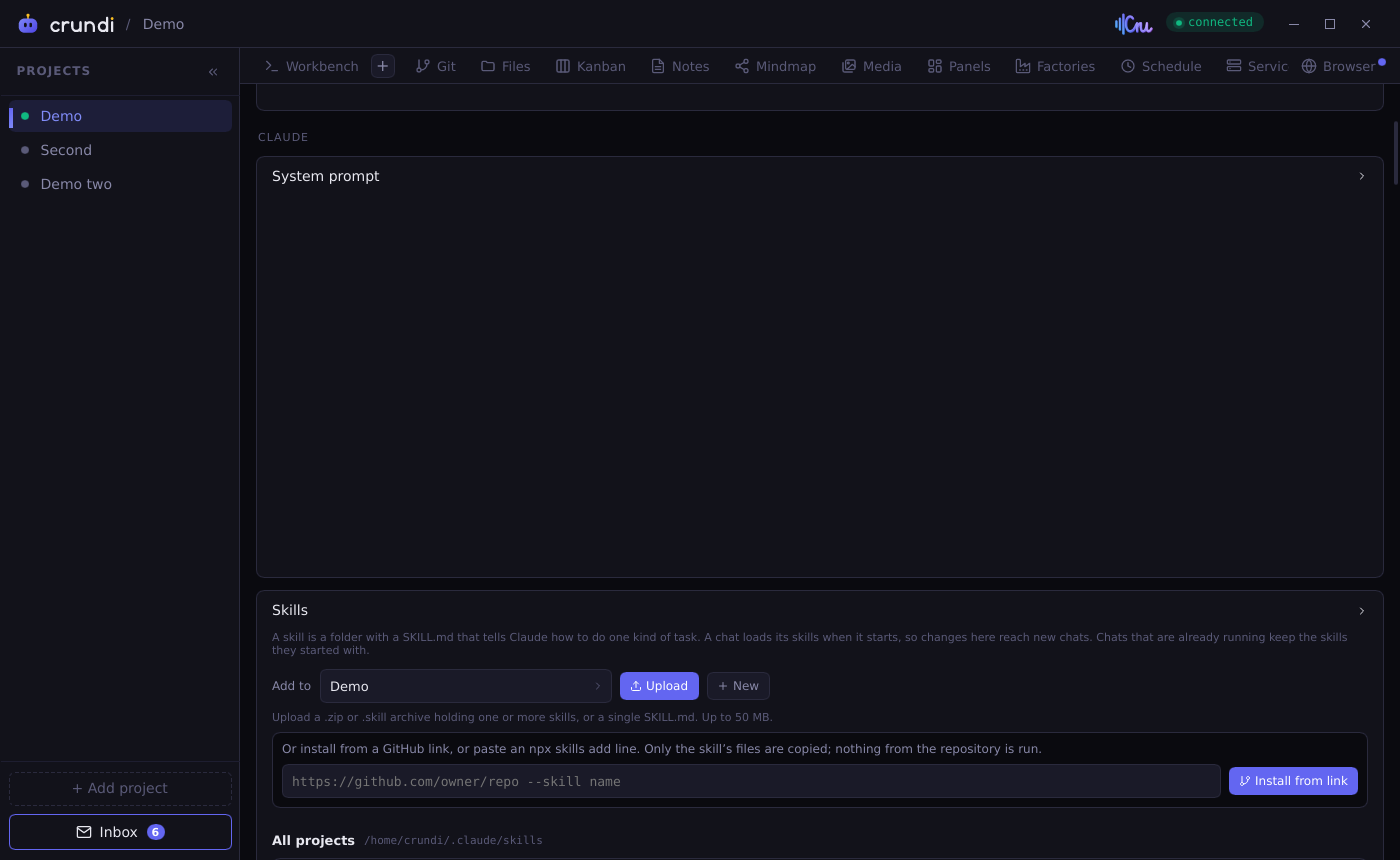 crundi / Demo
Cru
connected
PROJECTS
Workbench
Git
Files
Kanban
Notes
Mindmap
Media
Panels
Factories
Schedule
Servic
Browser
Demo
Second
Demo two
CLAUDE
System prompt
Skills
A skill is a folder with a SKILL.md that tells Claude how to do one kind of task. A chat loads its skills when it starts, so changes here reach new chats. Chats that are already running keep the skills
they started with.
Add to
Demo
Upload
+ New
Upload a .zip or .skill archive holding one or more skills, or a single SKILL.md. Up to 50 MB.
Or install from a GitHub link, or paste an npx skills add line. Only the skill’s files are copied; nothing from the repository is run.
https://github.com/owner/repo --skill name
Install from link
+ Add project
Inbox 6
All projects /home/crundi/.claude/skills